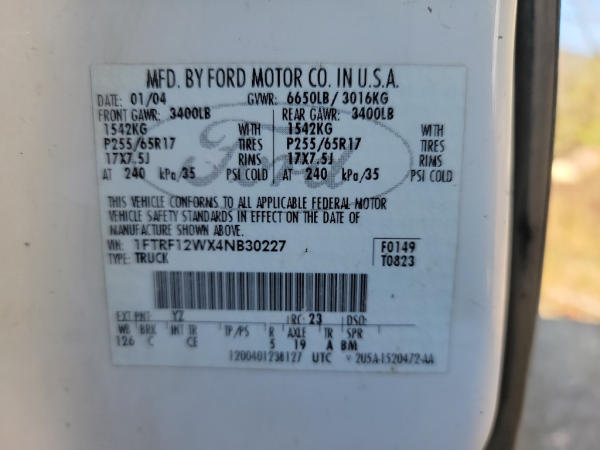 MFD. BY FORD MOTOR CO. IN U.S.A.
DATE: 01/04 GVWR: 6650LB/ 3016KG
FRONT GAWR: 3400LB REAR GAWR: 3400LB
1542KG WITH 1542KG WITH
P255/65R17 TIRES P255/65R17 TIRES
17X7.5J RIMS 17X7.5J RIMS
AT 240 kPa/35 PSI COLD AT 240 kPa/35 PSI COLD
Ford
THIS VEHICLE CONFORMS TO ALL APPLICABLE FEDERAL MOTOR
VEHICLE SAFETY STANDARDS IN EFFECT ON THE DATE OF
MANUFACTURE SHOWN ABOVE.
VIN: 1FTRF12WX4NB30227 F0149
TYPE: TRUCK T0823
EXT PNT: YZ RC: 23 DSO:
WB BRK INT TR TP/PS R AXLE TR SPR
126 C CE 5 19 A BM
1200401238127 UTC 2U5A-1520472-AA